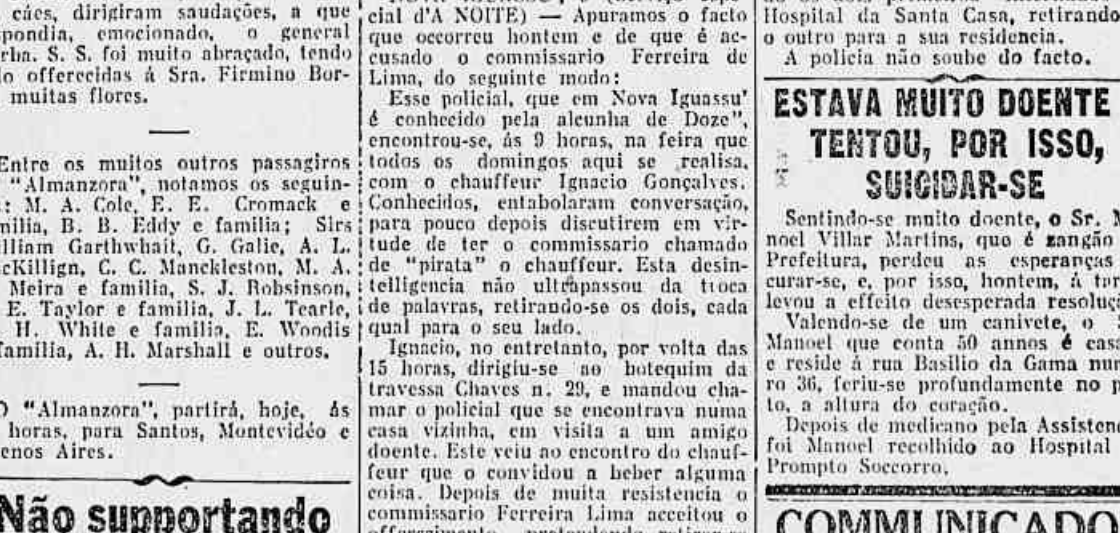 cáes, dirigiram saudações, a que
pondia, emocionado, o general
rba. S. S. foi muito abraçado, tendo
o offerecidas á Sra. Firmino Bor-
muitas flores.
Entre os muitos outros passagiros
"Almanzora", notamos os seguin-
: M. A. Cole, E. E. Cromack e
milia, B. B. Eddy e familia; Sirs
illiam Garthwhait, G. Galie, A. L.
cKillign, C. C. Manckleston, M. A.
Meira e familia, S. J. Robsinson,
E. Taylor e familia, J. L. Tearle,
H. White e familia, E. Woodis
familia, A. H. Marshall e outros.
O "Almanzora", partirá, hoje, ás
horas, para Santos, Montevidéo e
enos Aires.
Não supportando
cial d'A NOITE) — Apuramos o facto
que occorreu hontem e de que é ac-
cusado o commissario Ferreira de
Lima, do seguinte modo:
Esse policial, que em Nova Iguassu'
é conhecido pela alcunha de Doze",
encontrou-se, ás 9 horas, na feira que
todos os domingos aqui se realisa,
com o chauffeur Ignacio Gonçalves.
Conhecidos, entabolaram conversação,
para pouco depois discutirem em vir-
tude de ter o commissario chamado
de "pirata" o chauffeur. Esta desin-
telligencia não ultrapassou da troca
de palavras, retirando-se os dois, cada
qual para o seu lado.
Ignacio, no entretanto, por volta das
15 horas, dirigiu-se ao botequim da
travessa Chaves n. 29, e mandou cha-
mar o policial que se encontrava numa
casa vizinha, em visita a um amigo
doente. Este veiu ao encontro do chauf-
feur que o convidou a beber alguma
coisa. Depois de muita resistencia o
commissario Ferreira Lima acceitou o
Hospital da Santa Casa, retirando
o outro para a sua residencia.
A policia não soube do facto.
ESTAVA MUITO DOENTE
TENTOU, POR ISSO,
SUICIDAR-SE
Sentindo-se muito doente, o Sr.
noel Villar Martins, que é zangão
Prefeitura, perdeu as esperanças
curar-se, e, por isso, hontem, á tar
levou a effeito desesperada resoluç
Valendo-se de um canivete, o
Manoel que conta 50 annos é cas
e reside á rua Basilio da Gama nu
ro 36, feriu-se profundamente no p
to, a altura do coração.
Depois de medicano pela Assisten
foi Manoel recolhido ao Hospital
Prompto Soccorro.
COMMUNICADO